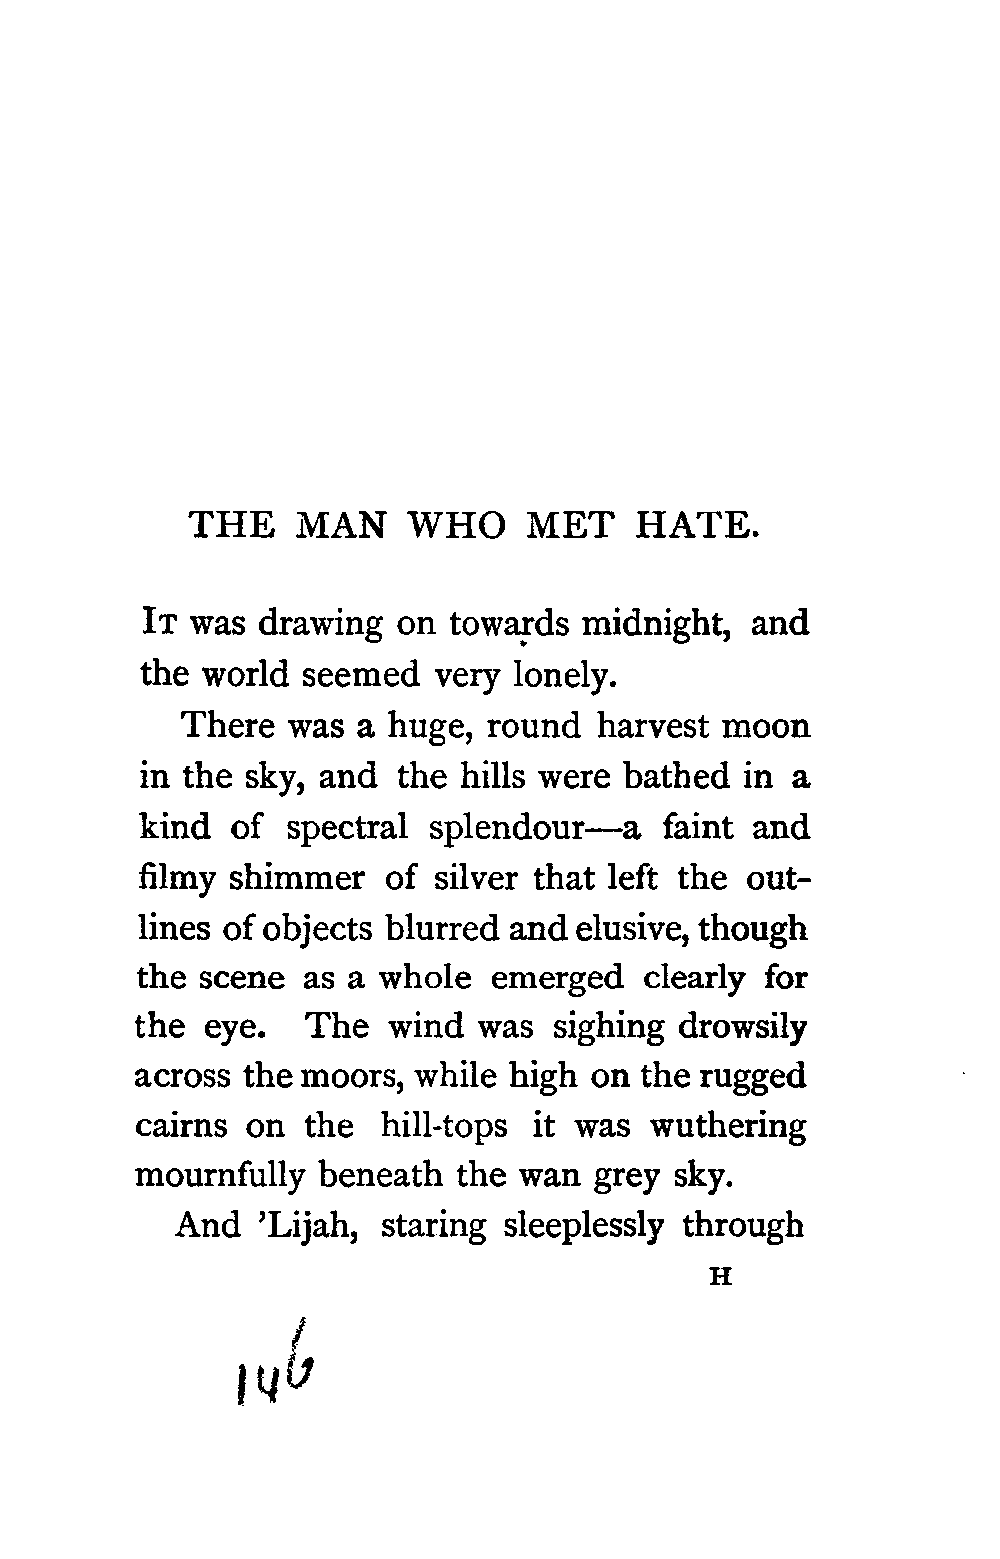 THE MAN WHO MET HATE.
IT was drawing on towards midnight, and
the world seemed very lonely.
There was a huge, round harvest moon
in the sky, and the hills were bathed in a
kind of spectral splendour—a faint and
filmy shimmer of silver that left the out-
lines of objects blurred and elusive, though
the scene as a whole emerged clearly for
the eye. The wind was sighing drowsily
across the moors, while high on the rugged
cairns on the hill-tops it was wuthering
mournfully beneath the wan grey sky.
And ’Lijah, staring sleeplessly through
H
146